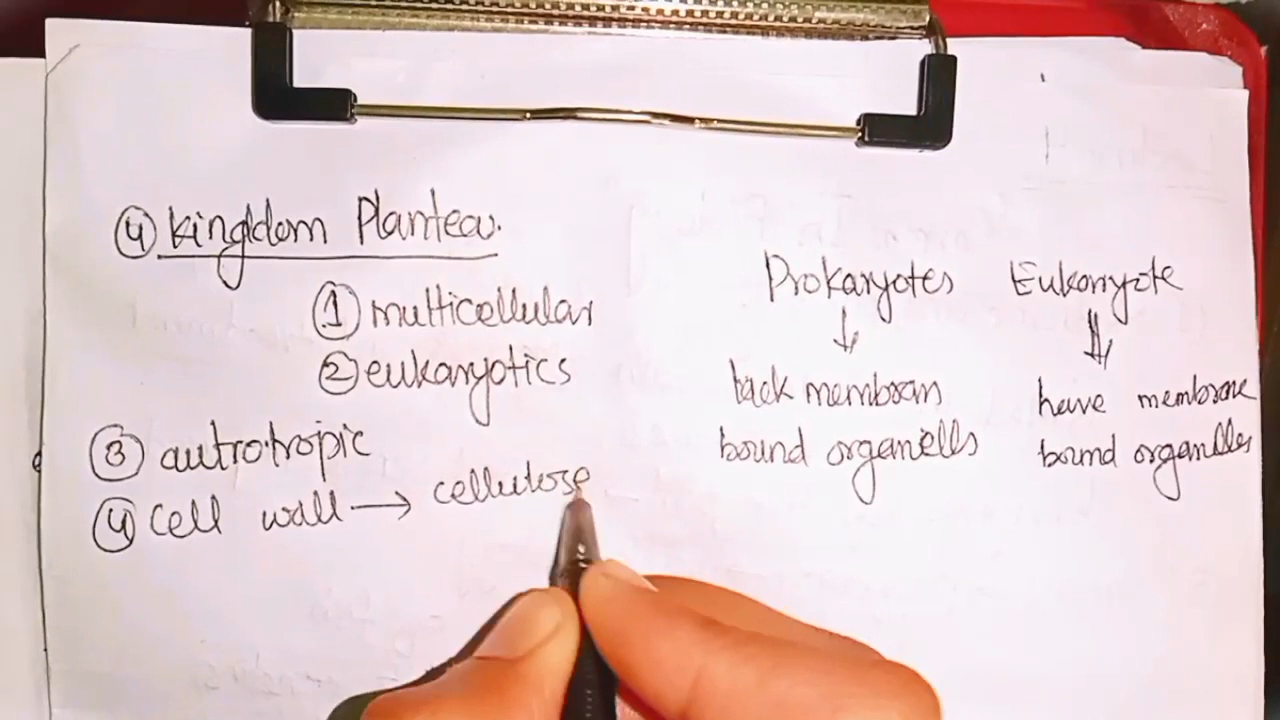 ④ Kingdom Plantea.
① multicellular
② eukaryotics
③ autrotropic
④ Cell wall → cellulose
Prokaryotes
↓
lack membran
bound organells
Eukaryote
⇓
have membrane
bound organelles